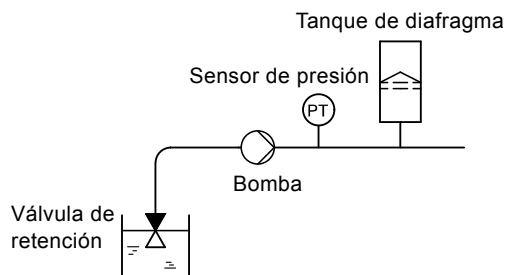 Tanque de diafragma
Sensor de presión
PT
Bomba
Válvula de
retención